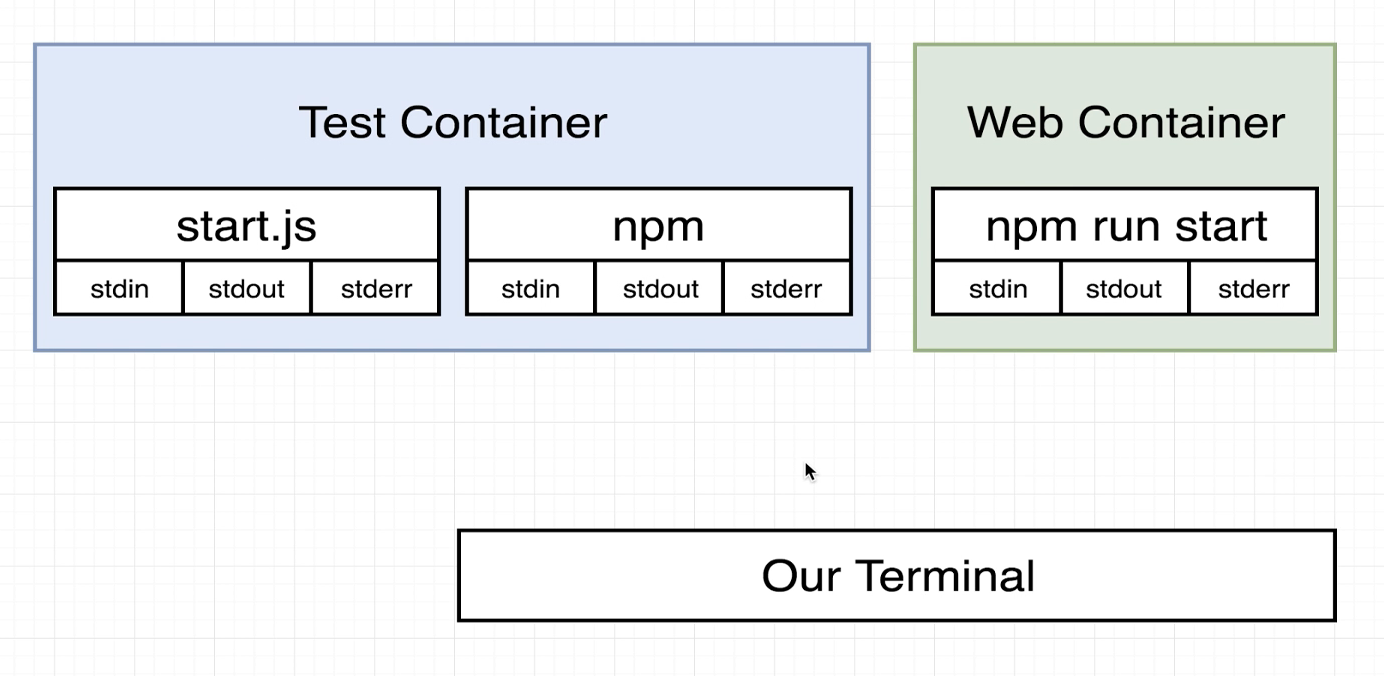 Test Container
Web Container
start.js
npm
npm run start
stdin stdout stderr
stdin stdout stderr
stdin stdout stderr
Our Terminal